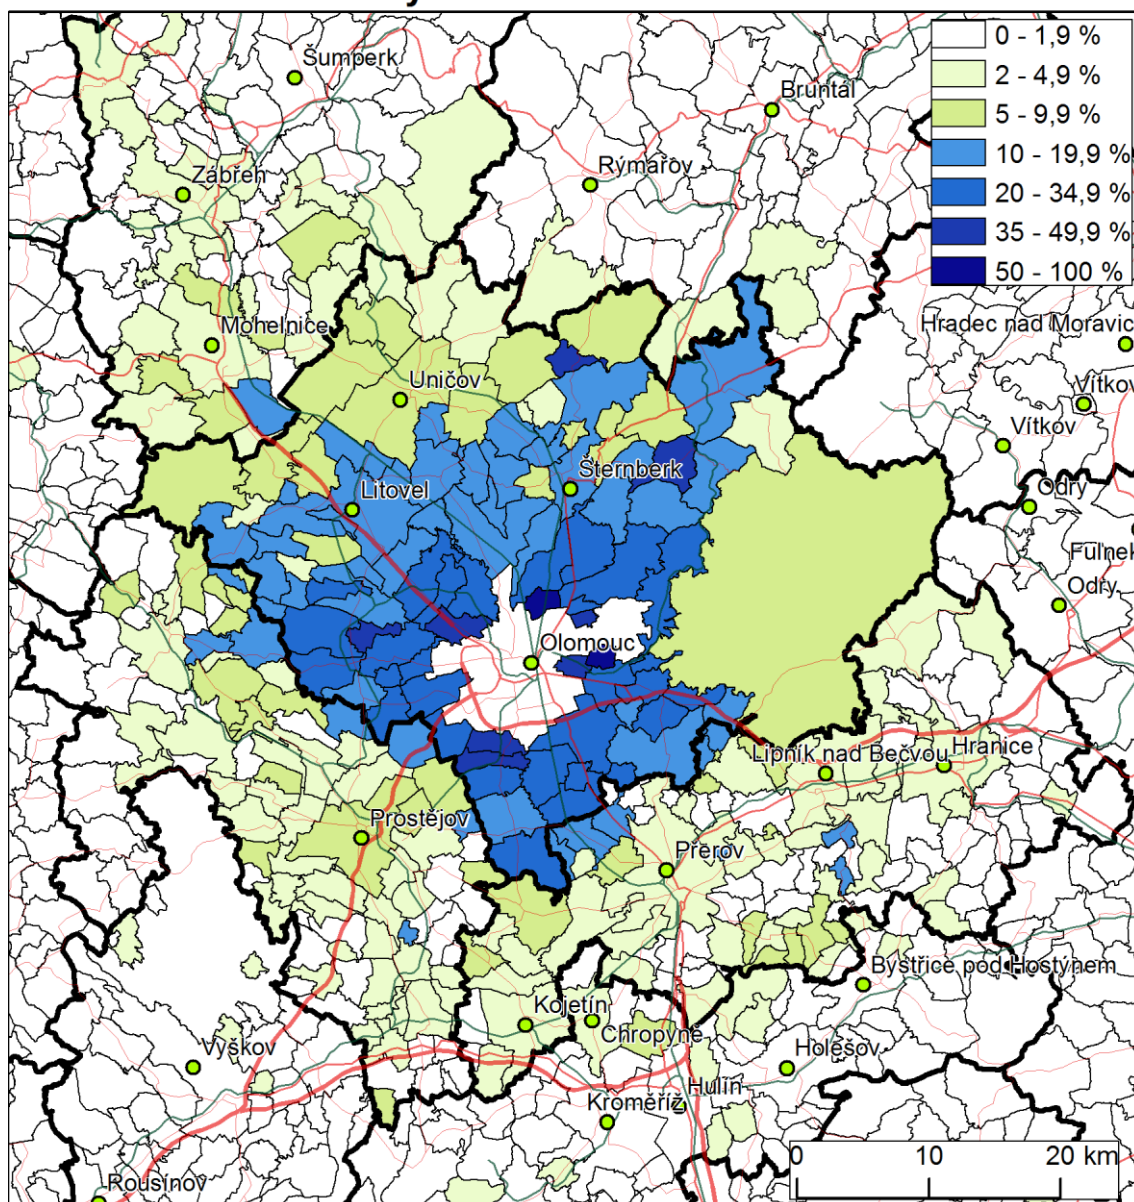 0 - 1,9 %
2 - 4,9 %
5 - 9,9 %
10 - 19,9 %
20 - 34,9 %
35 - 49,9 %
50 - 100 %
Šumperk
Bruntál
Rýmařov
Zábřeh
Mohelnice
Hradec nad Moravic
Uničov
Vítkov
Vítkov
Šternberk
Litovel
Odry
Fulnek
Odry
Olomouc
Lipník nad Bečvou
Hranice
Prostějov
Přerov
Bystřice pod Hostýnem
Kojetín
Chropyně
Vyškov
Holešov
Hulín
Kroměříž
Rousínov
0 10 20 km